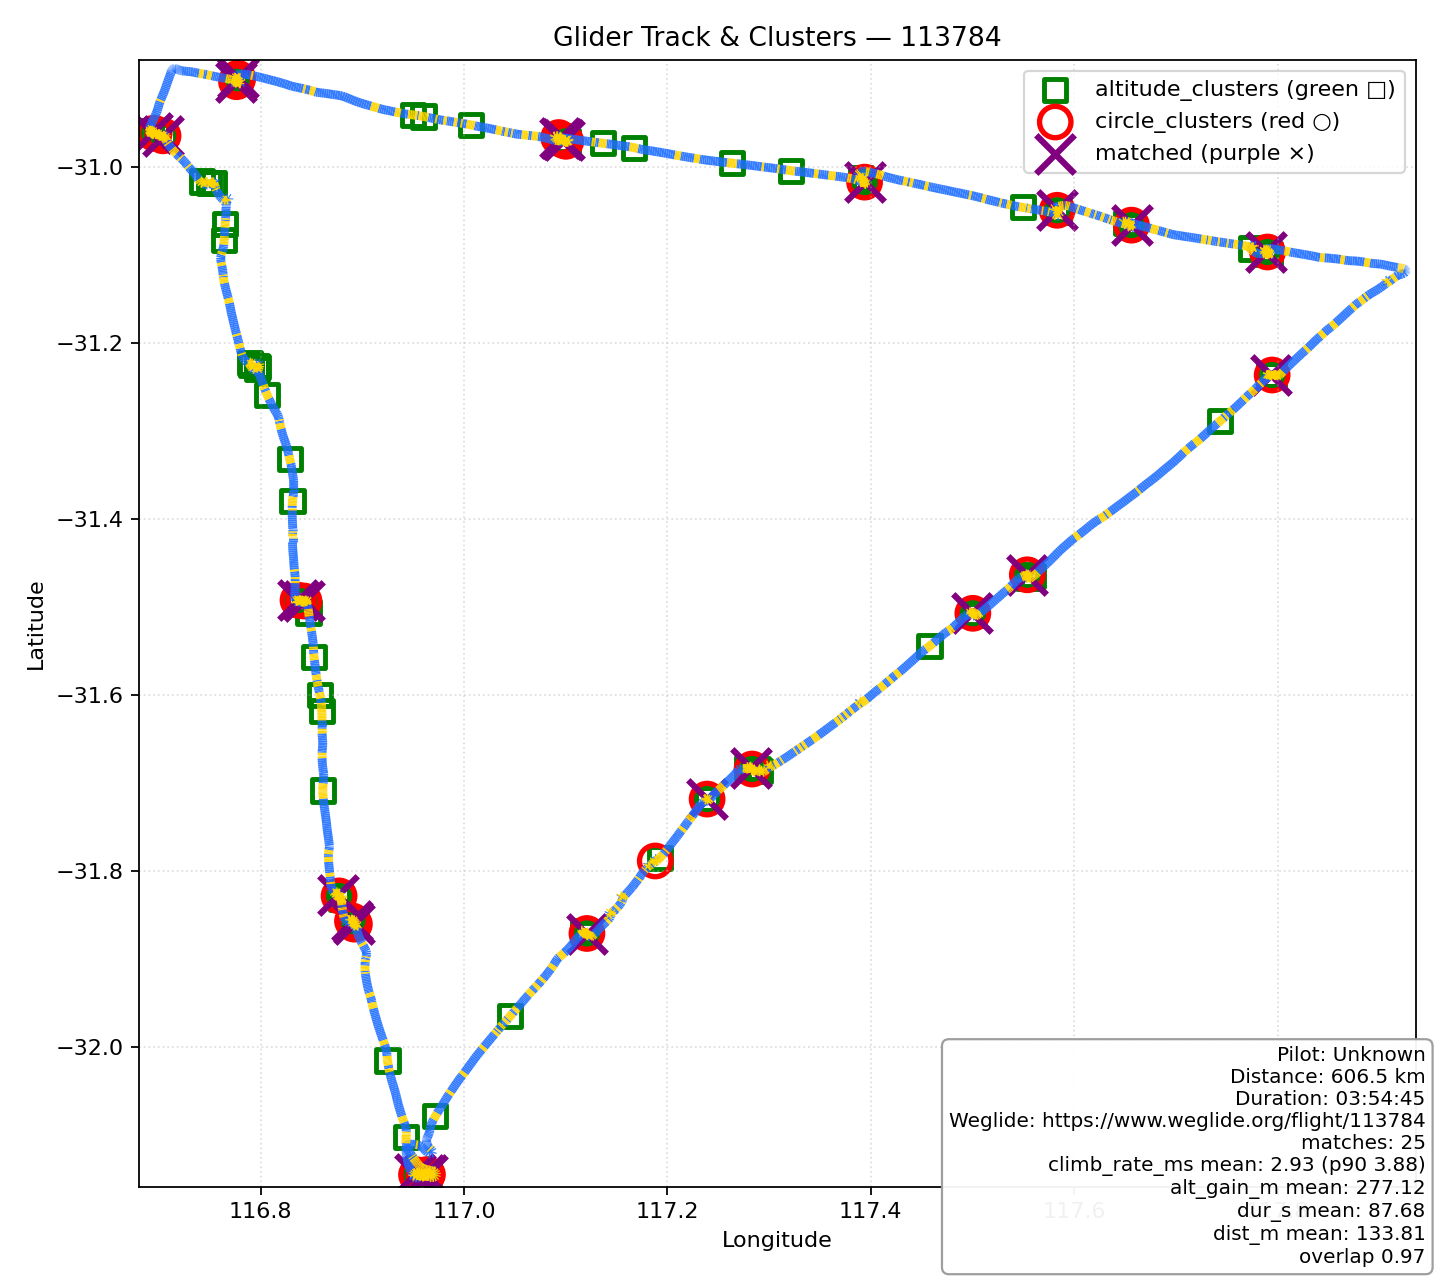 Glider Track & Clusters — 113784
altitude_clusters (green □)
circle_clusters (red ○)
matched (purple ×)
−31.0
−31.2
−31.4
−31.6
−31.8
−32.0
Latitude
116.8
117.0
117.2
117.4
117.6
Longitude
Pilot: Unknown
Distance: 606.5 km
Duration: 03:54:45
Weglide: https://www.weglide.org/flight/113784
matches: 25
climb_rate_ms mean: 2.93 (p90 3.88)
alt_gain_m mean: 277.12
dur_s mean: 87.68
dist_m mean: 133.81
overlap 0.97